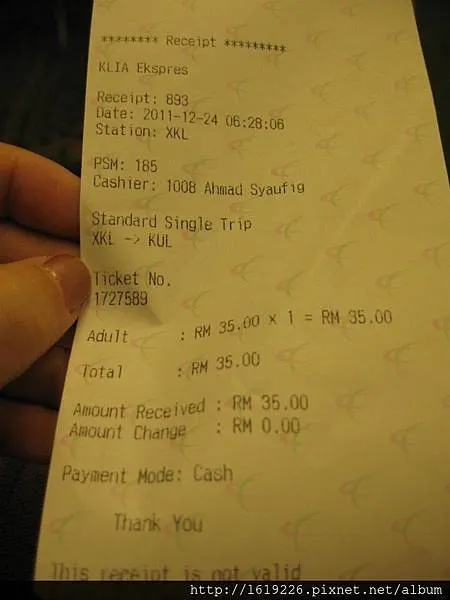 ******** Receipt *********
KLIA Ekspres
Receipt: 893
Date: 2011-12-24 06:28:06
Station: XKL
PSM: 185
Cashier: 1008 Ahmad Syaufig
Standard Single Trip
XKL -> KUL
Ticket No.
1727589
Adult : RM 35.00 x 1 = RM 35.00
Total : RM 35.00
Amount Received : RM 35.00
Amount Change : RM 0.00
Payment Mode: Cash
Thank You
This receipt is not valid
http://1619226.pixnet.net/album